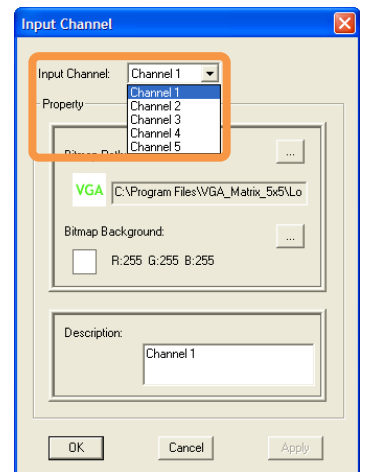 Input Channel
Input Channel: Channel 1
Channel 1
Channel 2
Channel 3
Channel 4
Channel 5
Property
Bitmap
...
VGA C:\Program Files\VGA_Matrix_5x5\Lo
Bitmap Background:
...
R:255 G:255 B:255
Description:
Channel 1
OK Cancel Apply